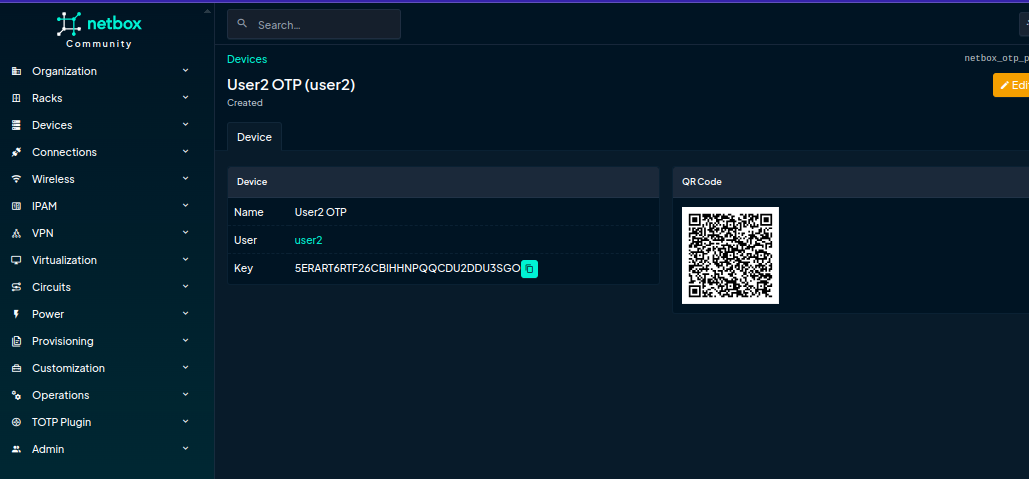 netbox
Community
Search...
Organization
Racks
Devices
Connections
Wireless
IPAM
VPN
Virtualization
Circuits
Power
Provisioning
Customization
Operations
TOTP Plugin
Admin
Devices
netbox_otp_p
User2 OTP (user2)
Edit
Created
Device
Device
Name User2 OTP
User user2
Key 5ERART6RTF26CBIHHNPQQCDU2DDU3SGO
QR Code